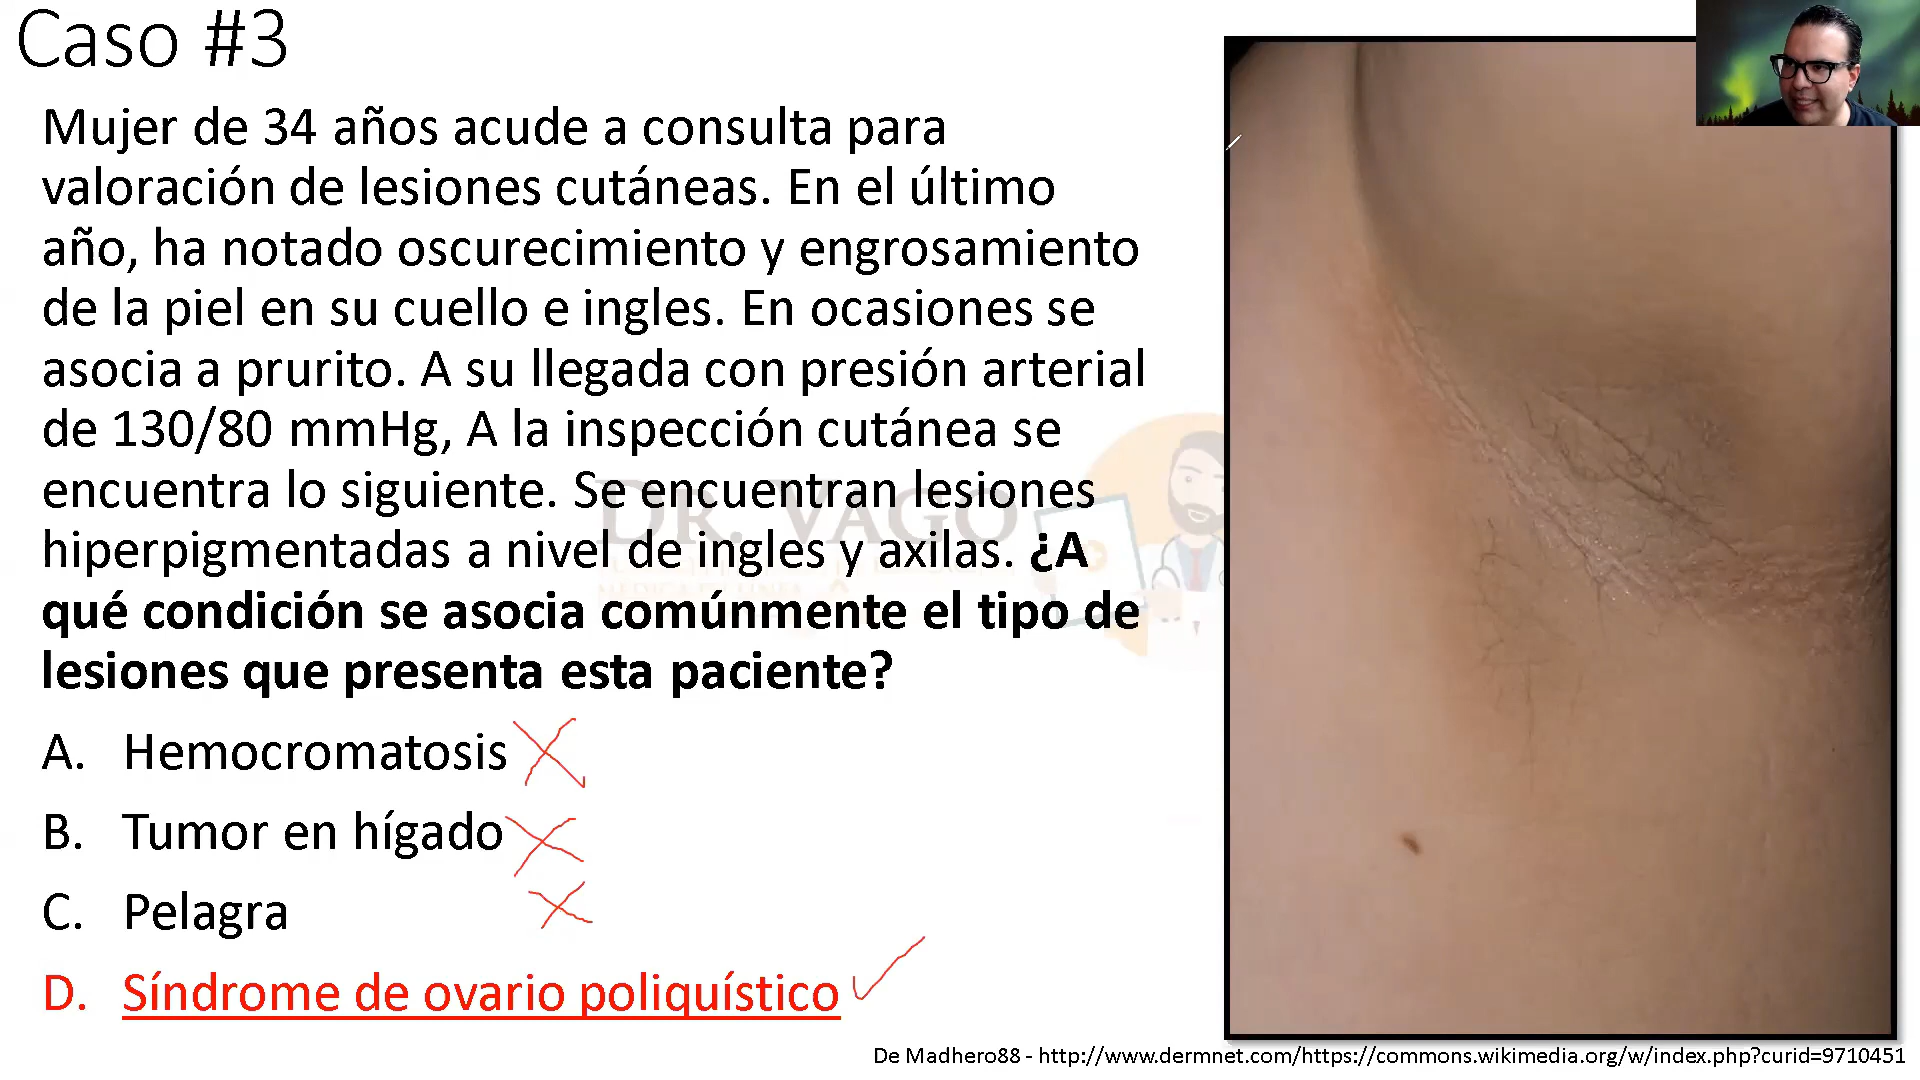 Caso #3
Mujer de 34 años acude a consulta para
valoración de lesiones cutáneas. En el último
año, ha notado oscurecimiento y engrosamiento
de la piel en su cuello e ingles. En ocasiones se
asocia a prurito. A su llegada con presión arterial
de 130/80 mmHg, A la inspección cutánea se
encuentra lo siguiente. Se encuentran lesiones
DR. VAGO
hiperpigmentadas a nivel de ingles y axilas. ¿A
qué condición se asocia comúnmente el tipo de
lesiones que presenta esta paciente?
A. Hemocromatosis
B. Tumor en hígado
C. Pelagra
D. Síndrome de ovario poliquístico
De Madhero88 - http://www.dermnet.com/https://commons.wikimedia.org/w/index.php?curid=9710451